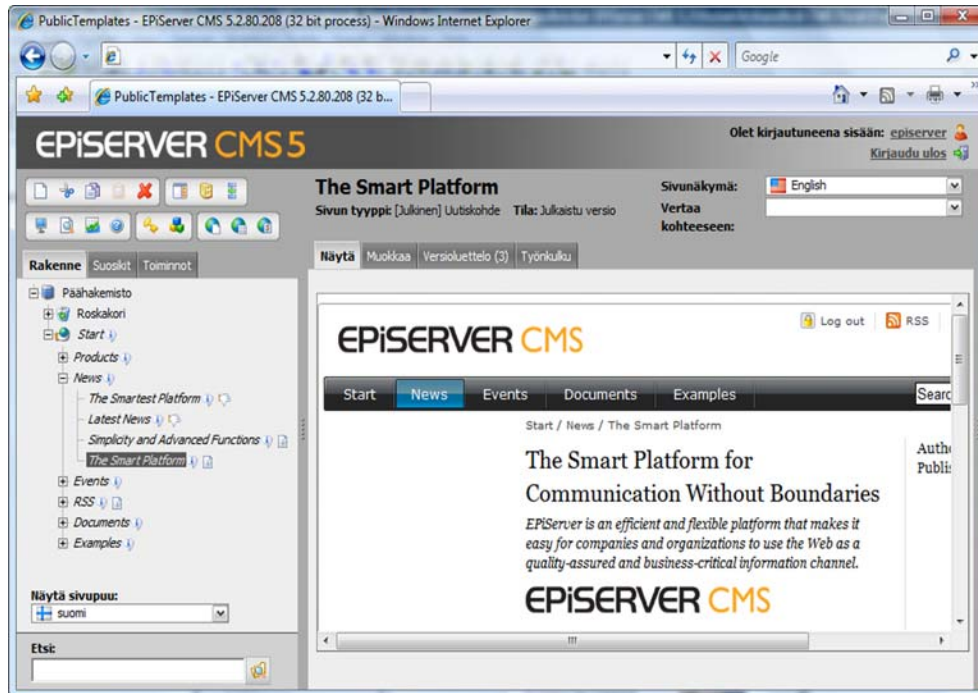 PublicTemplates - EPiServer CMS 5.2.80.208 (32 bit process) - Windows Internet Explorer
Google
PublicTemplates - EPiServer CMS 5.2.80.208 (32 b...
EPiSERVER CMS 5
Olet kirjautuneena sisään: episerver
Kirjaudu ulos
The Smart Platform
Sivun tyyppi: [Julkinen] Uutiskohde Tila: Julkaistu versio
Sivunäkymä: English
Vertaa kohteeseen:
Rakenne Suosikit Toiminnot
Näytä Muokkaa Versioluettelo (3) Työnkulku
Päähakemisto
Roskakori
Start
Products
News
The Smartest Platform
Latest News
Simplicity and Advanced Functions
The Smart Platform
Events
RSS
Documents
Examples
Näytä sivupuu:
suomi
Etsi:
EPiSERVER CMS
Log out RSS
Start News Events Documents Examples Searc
Start / News / The Smart Platform
The Smart Platform for
Communication Without Boundaries
EPiServer is an efficient and flexible platform that makes it
easy for companies and organizations to use the Web as a
quality-assured and business-critical information channel.
EPiSERVER CMS
Autho
Publis